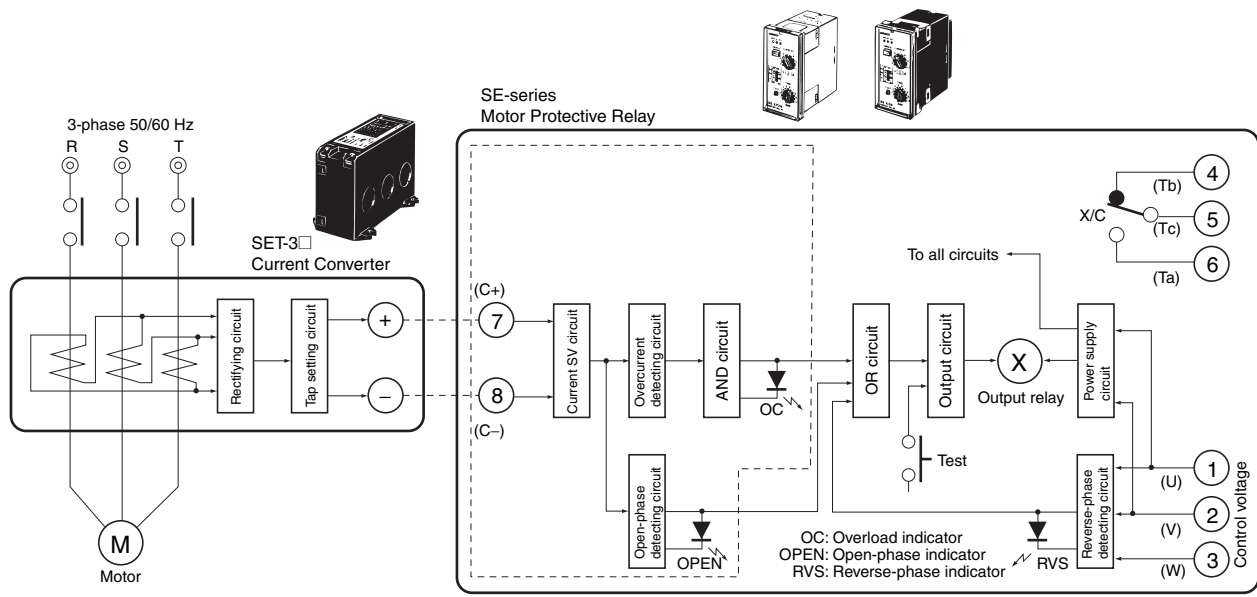 SE-series
Motor Protective Relay
3-phase 50/60 Hz
R S T
SET-3□
Current Converter
Rectifying circuit
Tap setting circuit
+
−
(C+)
7
8
(C−)
Current SV circuit
Overcurrent
detecting circuit
AND circuit
OC
Open-phase
detecting circuit
OPEN
OR circuit
Output circuit
Test
X
Output relay
To all circuits
Power supply
circuit
Reverse-phase
detecting circuit
RVS
X/C
(Tb)
4
(Tc)
5
(Ta)
6
(U)
1
(V)
2
(W)
3
Control voltage
OC: Overload indicator
OPEN: Open-phase indicator
RVS: Reverse-phase indicator
M
Motor